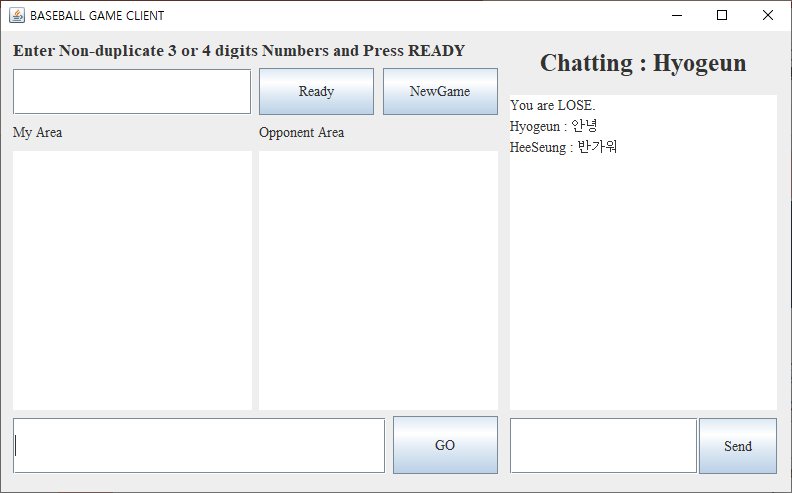 BASEBALL GAME CLIENT
Enter Non-duplicate 3 or 4 digits Numbers and Press READY
Ready
NewGame
My Area
Opponent Area
GO
Chatting : Hyogeun
You are LOSE.
Hyogeun : 안녕
HeeSeung : 반가워
Send